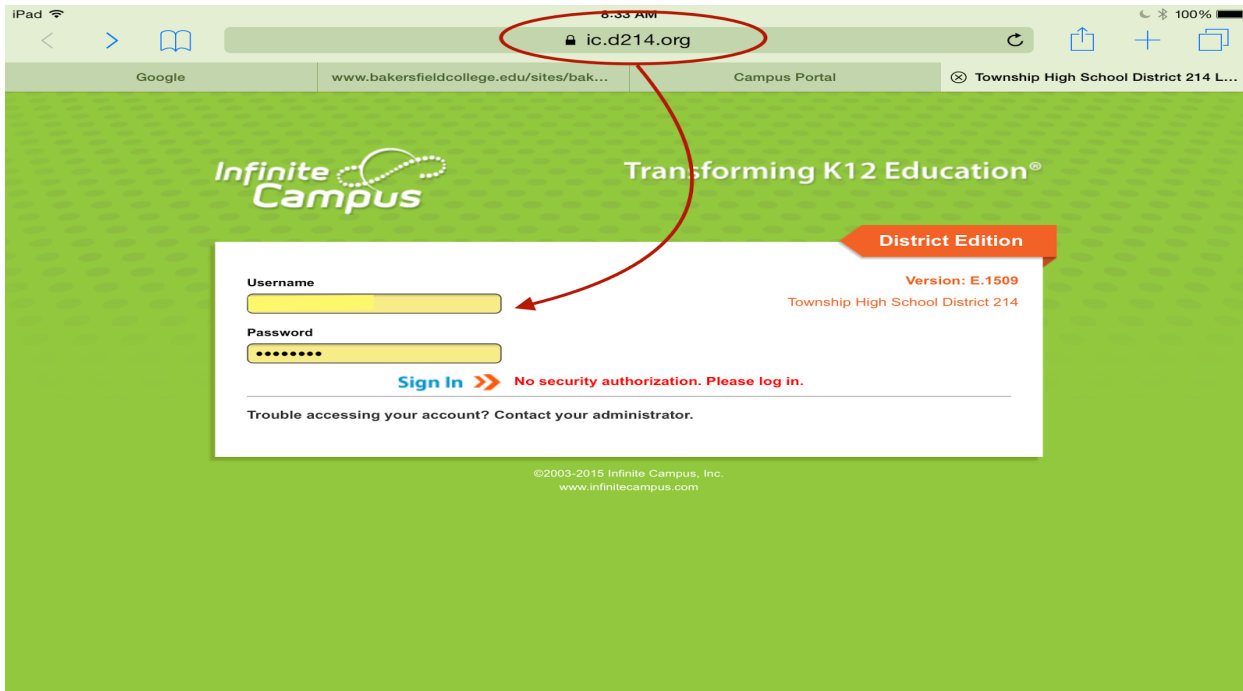 iPad 8:33 AM 100%
ic.d214.org
Google www.bakersfieldcollege.edu/sites/bak... Campus Portal Township High School District 214 L...
Infinite Campus Transforming K12 Education®
District Edition
Username Version: E.1509
Township High School District 214
Password
••••••••
Sign In No security authorization. Please log in.
Trouble accessing your account? Contact your administrator.
©2003-2015 Infinite Campus, Inc.
www.infinitecampus.com